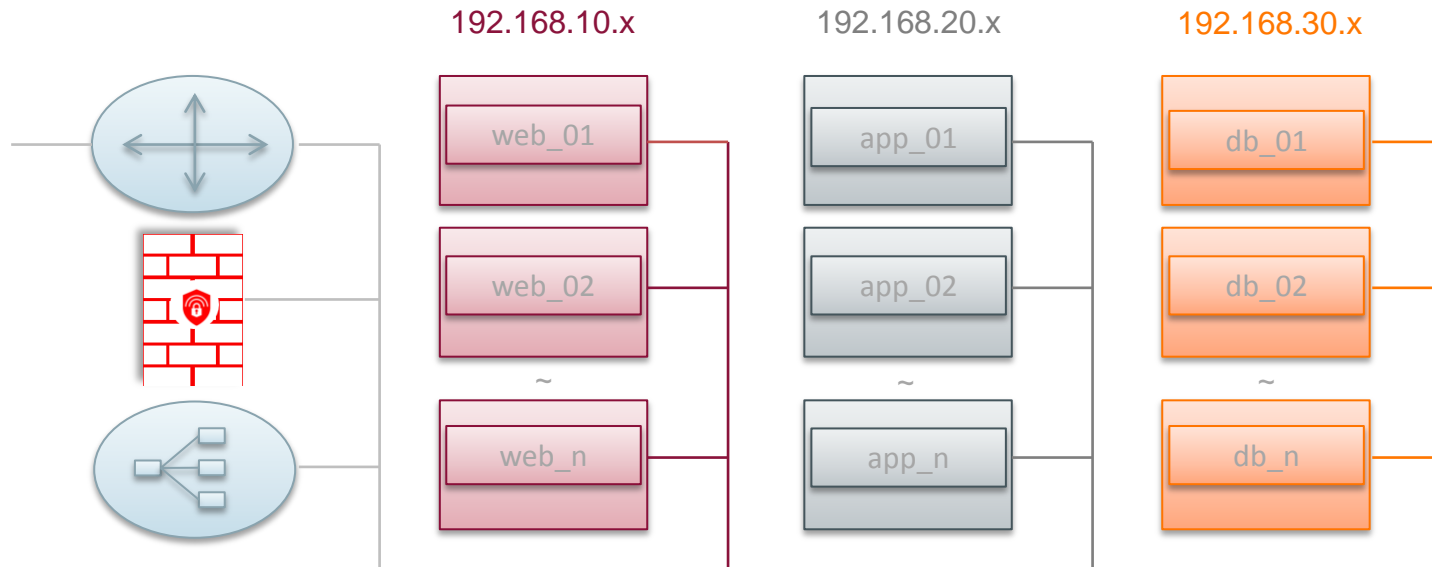 192.168.10.x
192.168.20.x
192.168.30.x
web_01
app_01
db_01
web_02
app_02
db_02
~
~
~
web_n
app_n
db_n